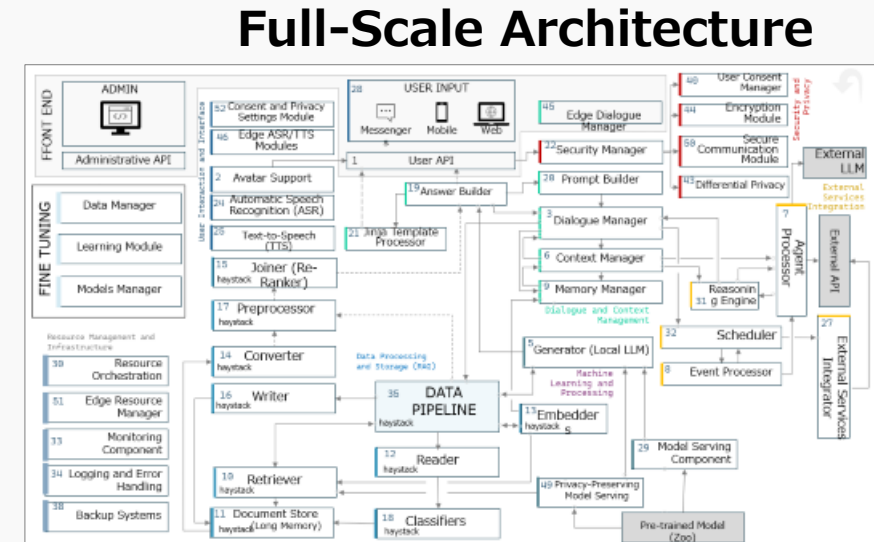 Full-Scale Architecture
FFONT END
ADMIN
Administrative API
User Interaction and Interface
52 Consent and Privacy
Settings Module
46 Edge ASR/TTS
Modules
2 Avatar Support
24 Automatic Speech
Recognition (ASR)
25 Text-to-Speech
(TTS)
28 USER INPUT
Messenger
Mobile
Web
1 User API
45 Edge Dialogue
Manager
40 User Consent
Manager
44 Encryption
Module
50 Secure
Communication
Module
43 Differential Privacy
Security and
Privacy
22 Security Manager
20 Prompt Builder
19 Answer Builder
21 Jinja Template
Processor
3 Dialogue Manager
6 Context Manager
9 Memory Manager
Dialogue and Context
Management
External
LLM
External
Services
Integration
7 Agent
Processor
External API
Reasonin
31 g Engine
32 Scheduler
8 Event Processor
27 External Services
Integrator
FINE TUNING
Data Manager
Learning Module
Models Manager
15 Joiner (Re-
haystack Ranker)
17 Preprocessor
haystack
14 Converter
haystack
16 Writer
haystack
Data Processing
and Storage (RAG)
35 DATA
PIPELINE
haystack
5 Generator (Local LLM)
Machine
Learning and
Processing
13 Embedder
haystack s
12 Reader
haystack
10 Retriever
haystack
11 Document Store
haystack (Long Memory)
18 Classifiers
haystack
29 Model Serving
Component
49 Privacy-Preserving
Model Serving
Pre-trained Model
(Zoo)
Resource Management and
Infrastructure
30 Resource
Orchestration
51 Edge Resource
Manager
33 Monitoring
Component
34 Logging and Error
Handling
38 Backup Systems